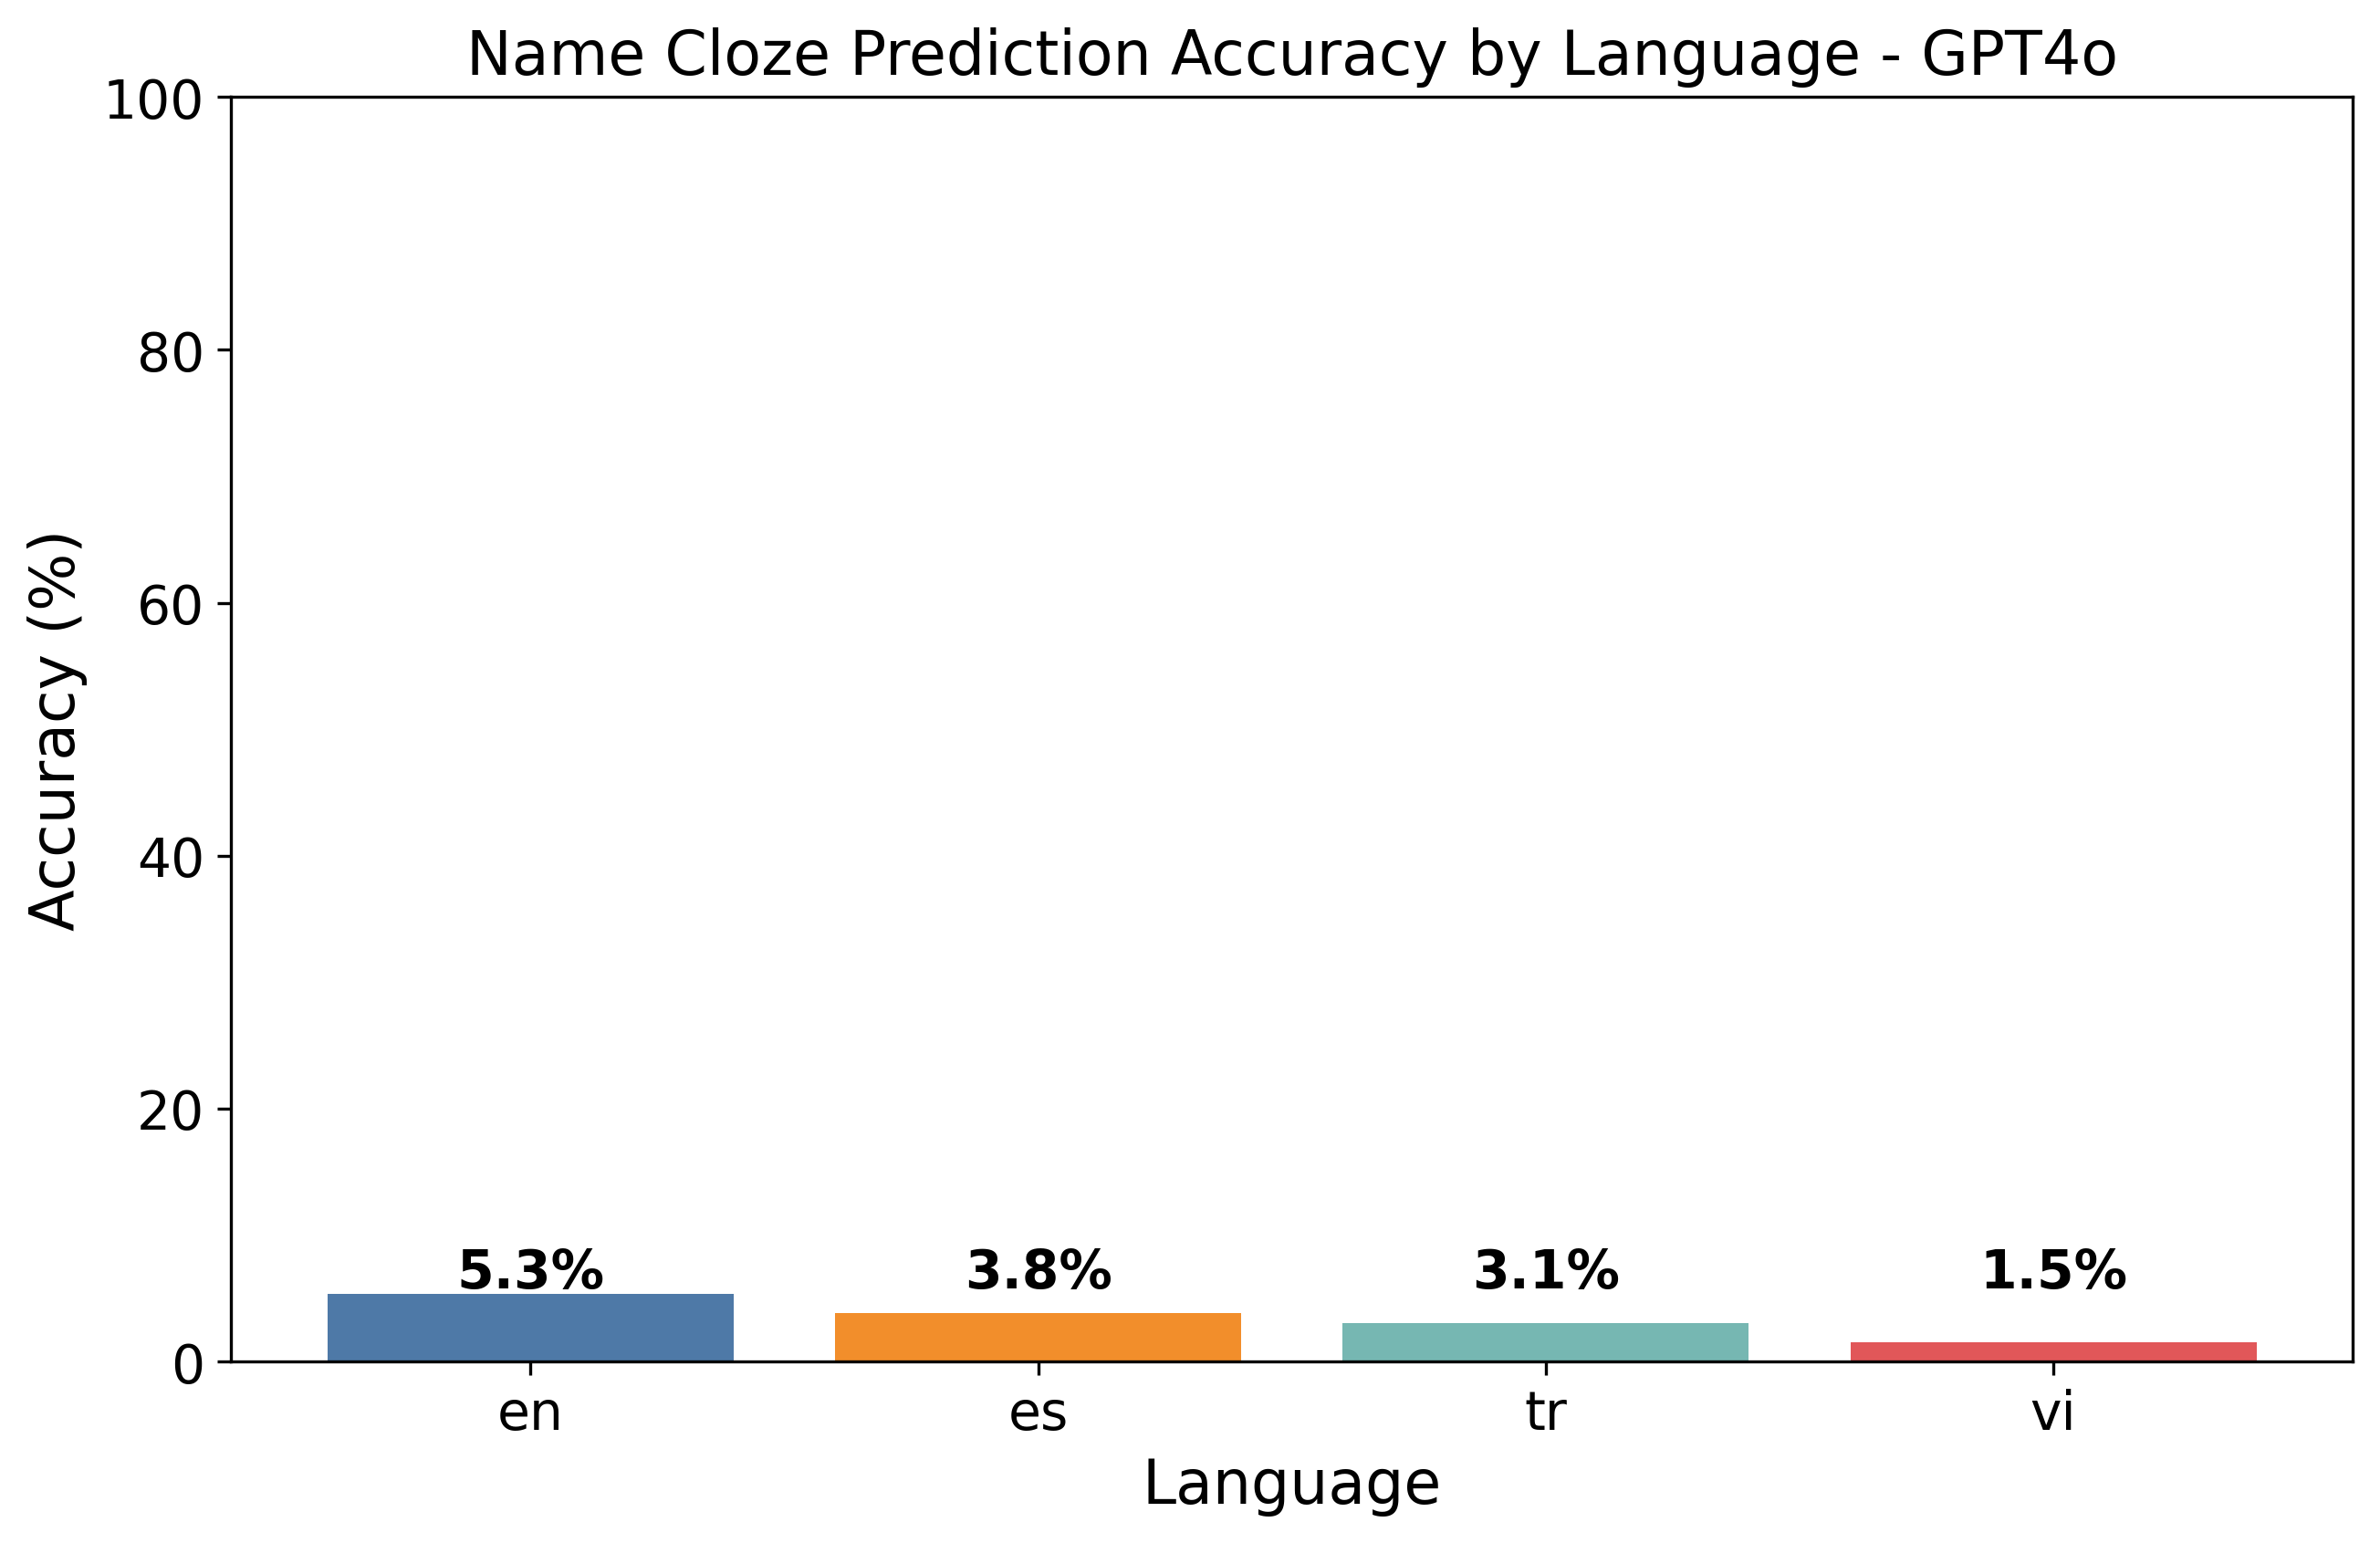 Name Cloze Prediction Accuracy by Language - GPT4o
Accuracy (%)
100
80
60
40
20
0
5.3%
3.8%
3.1%
1.5%
en
es
tr
vi
Language